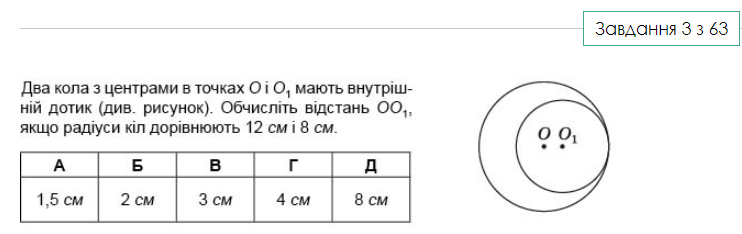 Завдання 3 з 63
Два кола з центрами в точках O і O₁ мають внутріш-
ній дотик (див. рисунок). Обчисліть відстань OO₁,
якщо радіуси кіл дорівнюють 12 см і 8 см.
А Б В Г Д
1,5 см 2 см 3 см 4 см 8 см
O O₁